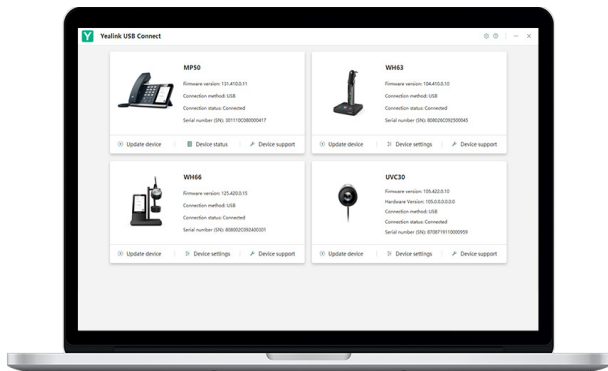 Yealink USB Connect
MP50
Firmware version: 131.410.0.11
Connection method: USB
Connection status: Connected
Serial number (SN): 301110C080000417
Update device
Device status
Device support
WH63
Firmware version: 104.410.0.10
Connection method: USB
Connection status: Connected
Serial number (SN): 808026C092500045
Update device
Device settings
Device support
WH66
Firmware version: 125.420.0.15
Connection method: USB
Connection status: Connected
Serial number (SN): 808002C092400301
Update device
Device settings
Device support
UVC30
Firmware version: 105.422.0.10
Hardware Version: 105.0.0.0.0.0.0
Connection method: USB
Connection status: Connected
Serial number (SN): 8708719110000959
Update device
Device settings
Device support